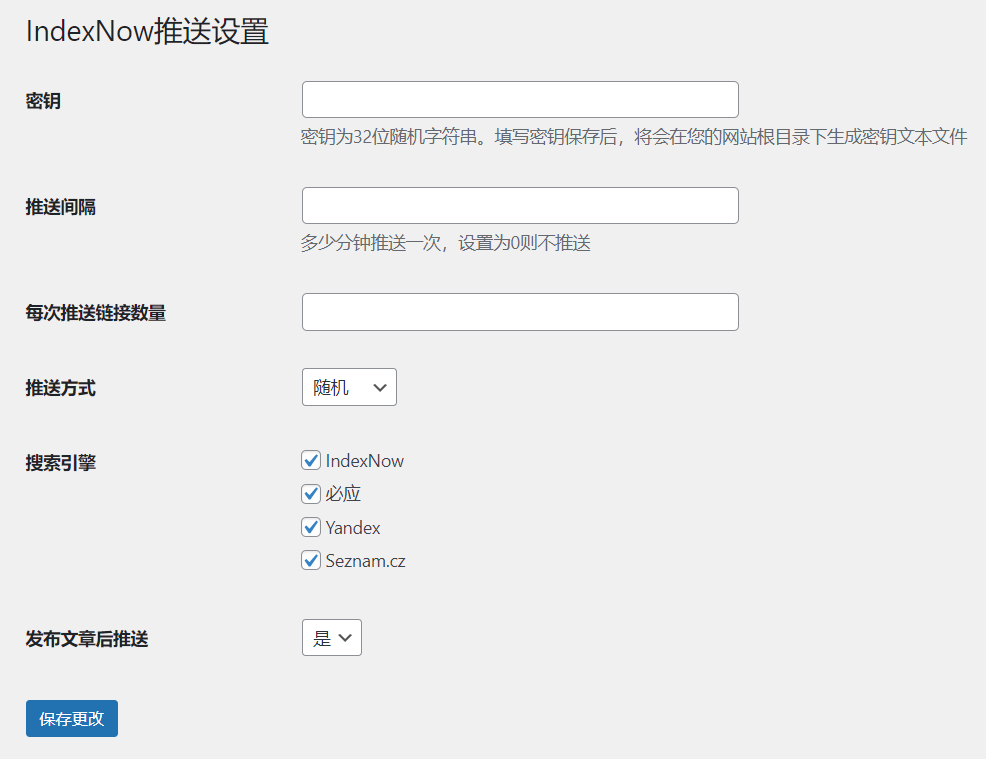 IndexNow推送设置
密钥
密钥为32位随机字符串。填写密钥保存后，将会在您的网站根目录下生成密钥文本文件
推送间隔
多少分钟推送一次，设置为0则不推送
每次推送链接数量
推送方式
随机
搜索引擎
IndexNow
必应
Yandex
Seznam.cz
发布文章后推送
是
保存更改